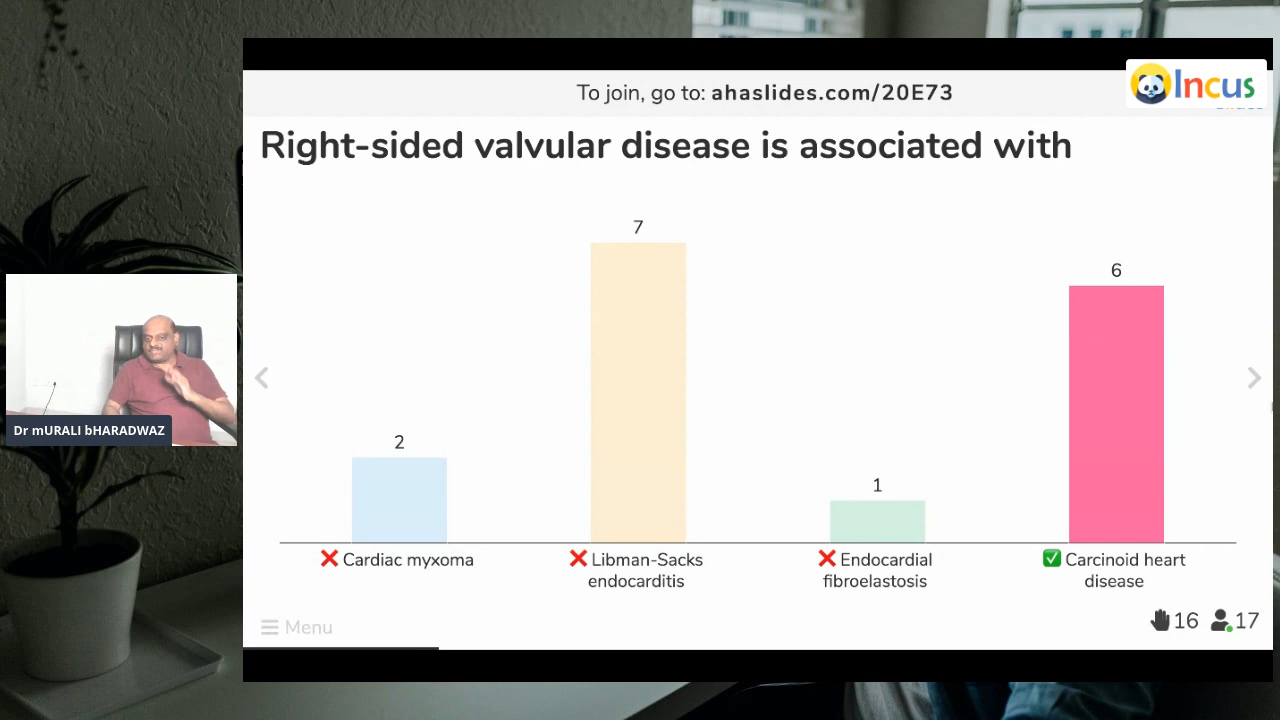 To join, go to: ahaslides.com/20E73
Incus
Right-sided valvular disease is associated with
7
6
2
1
Cardiac myxoma
Libman-Sacks
endocarditis
Endocardial
fibroelastosis
Carcinoid heart
disease
Dr mURALI bHARADWAZ
Menu
16
17